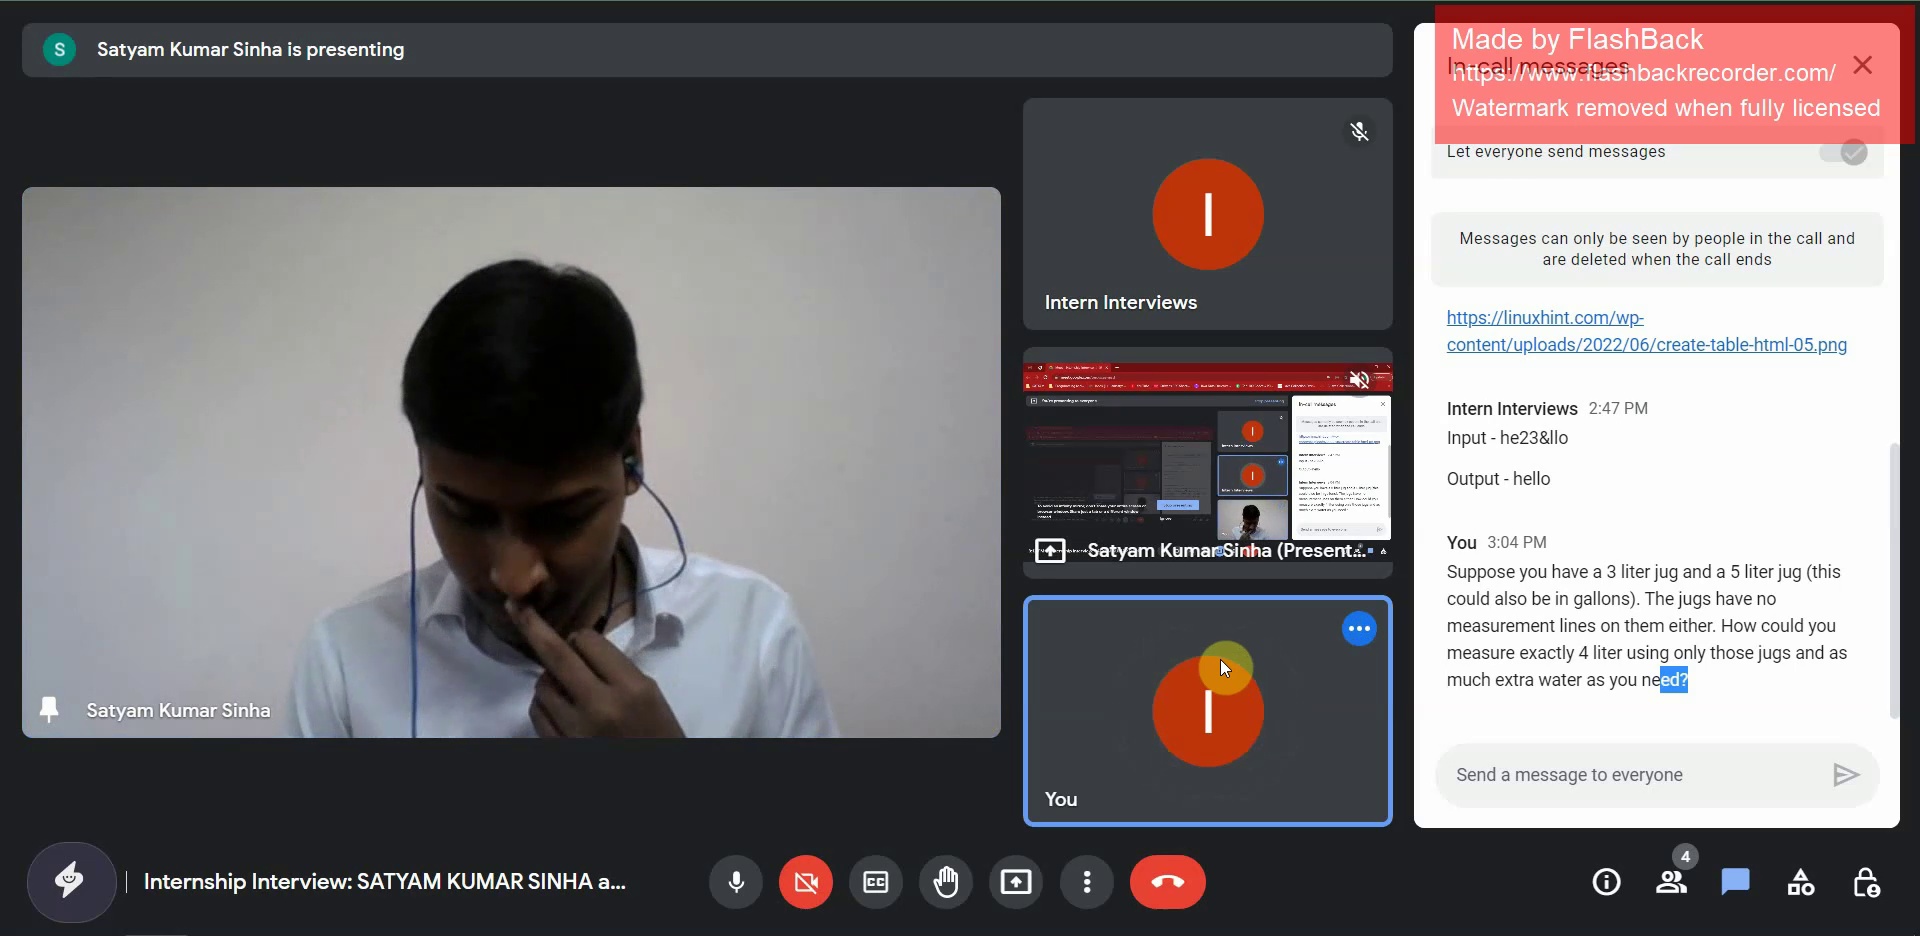 S Satyam Kumar Sinha is presenting
Made by FlashBack
In-call messages
https://www.flashbackrecorder.com/
Watermark removed when fully licensed
Let everyone send messages
Messages can only be seen by people in the call and
are deleted when the call ends
https://linuxhint.com/wp-
content/uploads/2022/06/create-table-html-05.png
Intern Interviews 2:47 PM
Input - he23&llo
Output - hello
You 3:04 PM
Suppose you have a 3 liter jug and a 5 liter jug (this
could also be in gallons). The jugs have no
measurement lines on them either. How could you
measure exactly 4 liter using only those jugs and as
much extra water as you need?
Send a message to everyone
I
Intern Interviews
In-call messages
Satyam Kumar Sinha (Present...
I
You
Satyam Kumar Sinha
Internship Interview: SATYAM KUMAR SINHA a...
CC
4